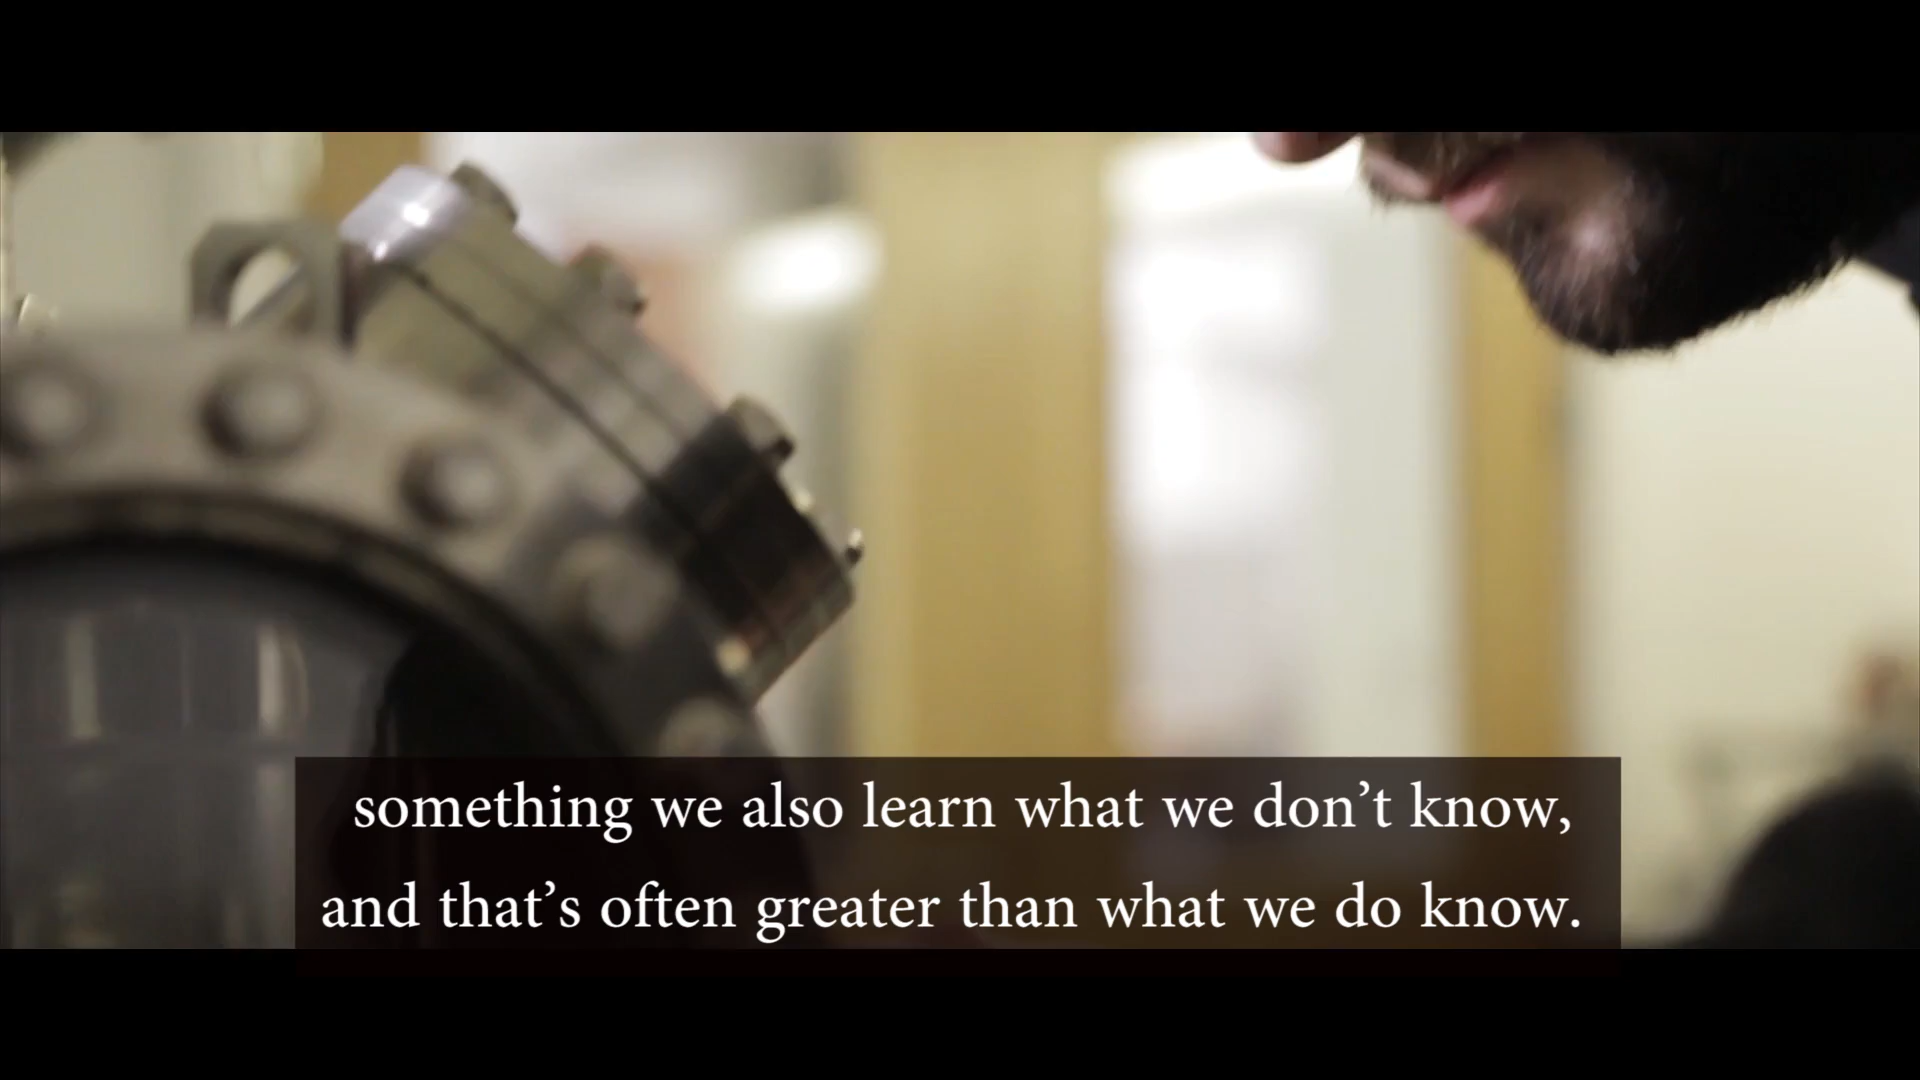 something we also learn what we don’t know,
and that’s often greater than what we do know.